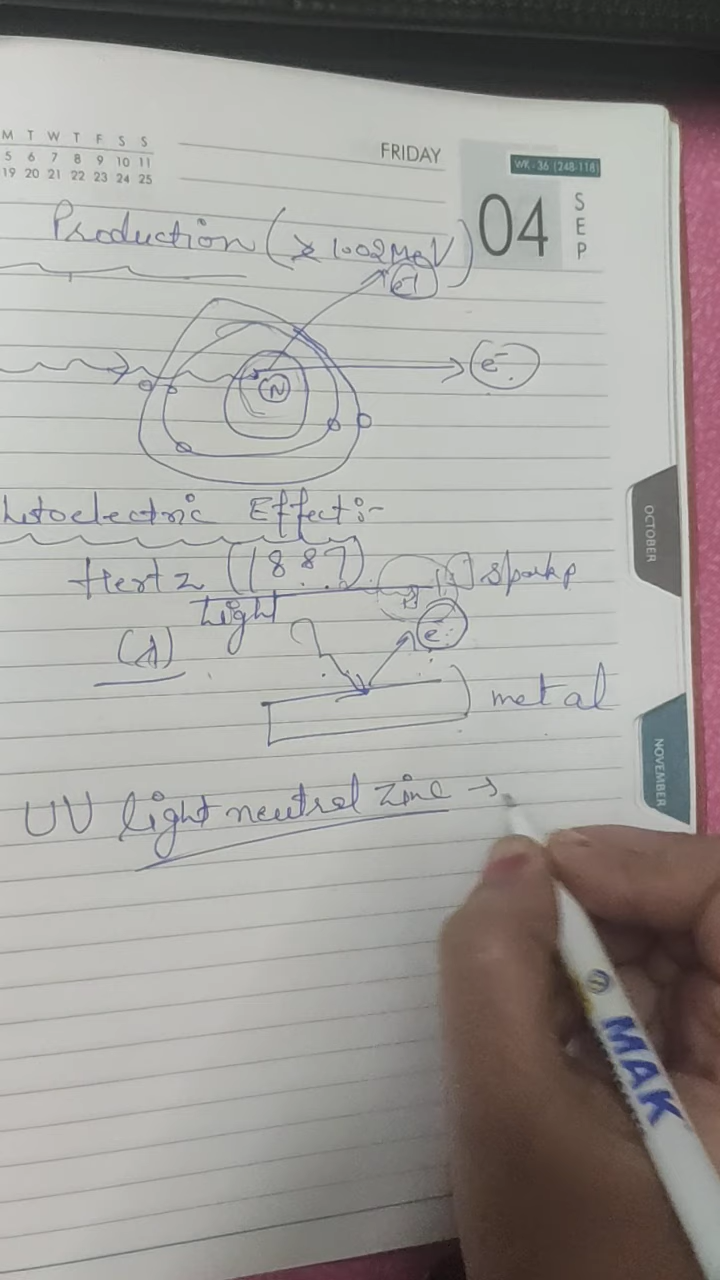 M T W T F S S
5 6 7 8 9 10 11
19 20 21 22 23 24 25
FRIDAY
WK - 36 (248-118)
04
SEP
Production (≥ 1.002 MeV)
e+
e-
N
hotoelectric Effect:-
Hertz (1887)
spark
Light
e-
(1)
metal
UV light neutral zinc →
OCTOBER
NOVEMBER
MAK